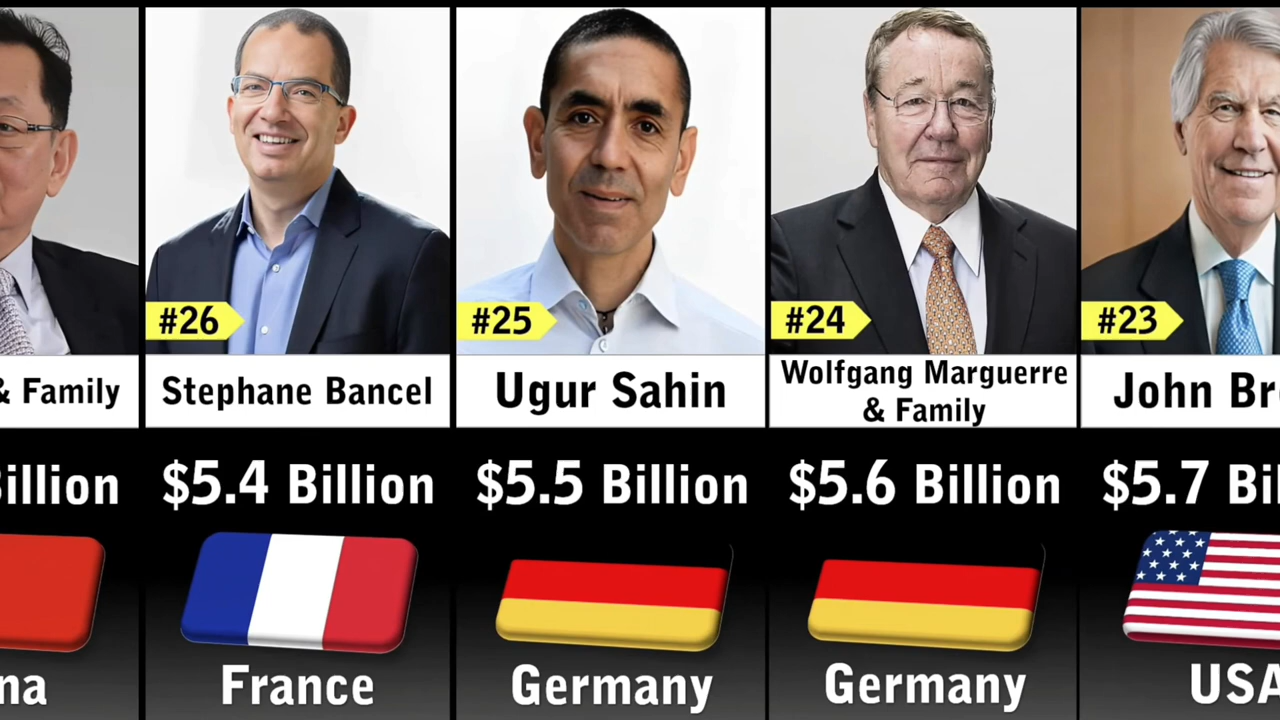 & Family
#26
Stephane Bancel
$5.4 Billion
France
#25
Ugur Sahin
$5.5 Billion
Germany
#24
Wolfgang Marguerre
& Family
$5.6 Billion
Germany
#23
John
$5.7